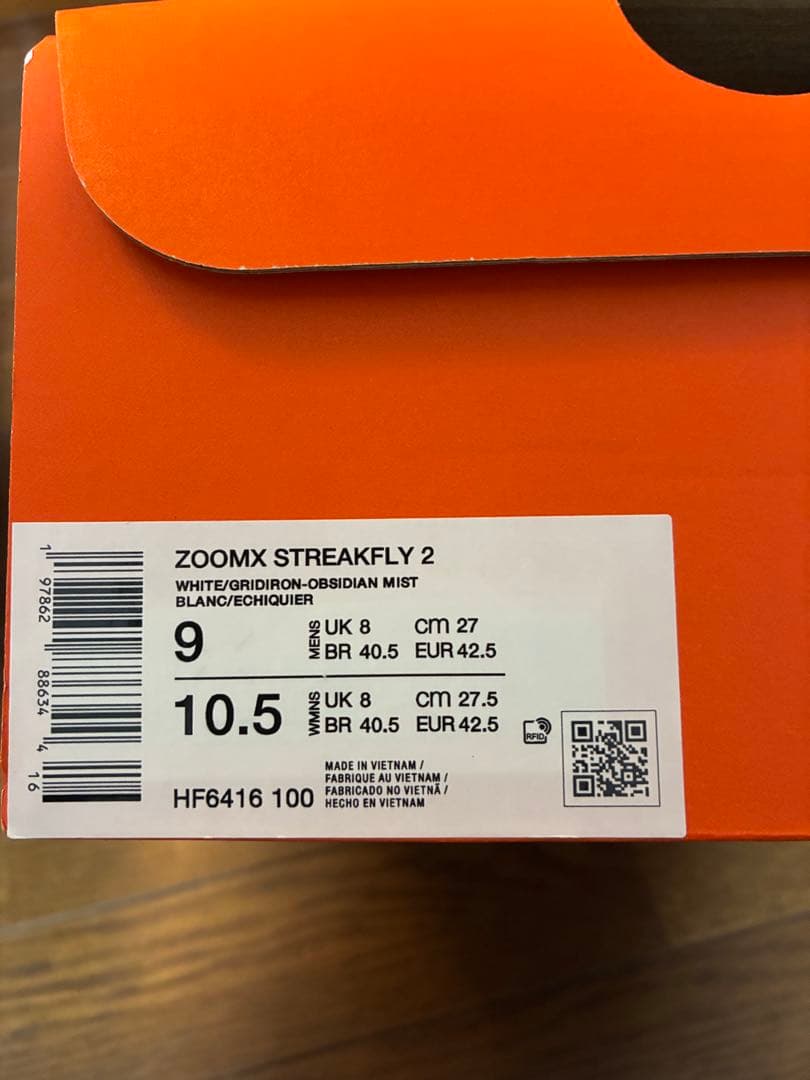 ZOOMX STREAKFLY 2
WHITE/GRIDIRON-OBSIDIAN MIST
BLANC/ECHIQUIER
9 MENS UK 8 cm 27
BR 40.5 EUR 42.5
10.5 WMNS UK 8 cm 27.5
BR 40.5 EUR 42.5
RFID
HF6416 100
MADE IN VIETNAM /
FABRIQUE AU VIETNAM /
FABRICADO NO VIETNÃ /
HECHO EN VIETNAM
1 97862 88634 4 16